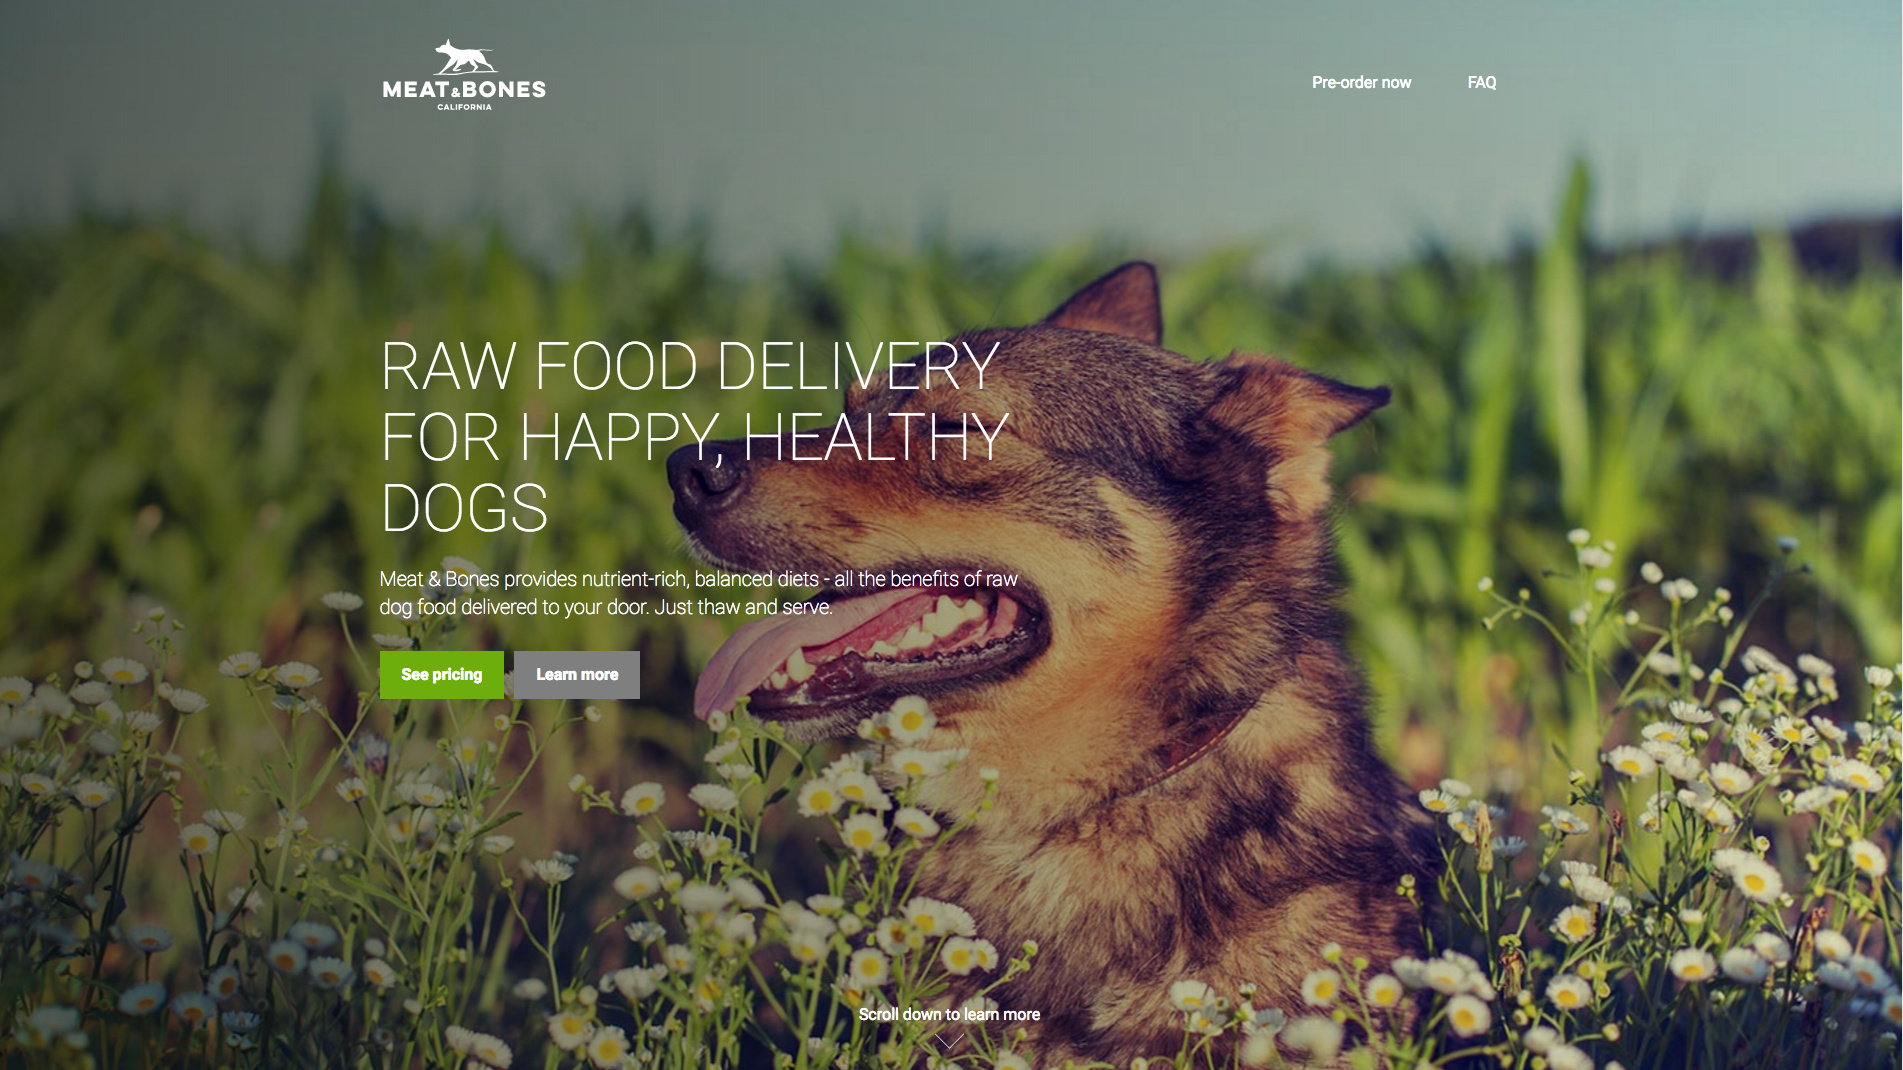 MEAT&BONES
CALIFORNIA
Pre-order now
FAQ
RAW FOOD DELIVERY
FOR HAPPY, HEALTHY
DOGS
Meat & Bones provides nutrient-rich, balanced diets - all the benefits of raw
dog food delivered to your door. Just thaw and serve.
See pricing
Learn more
Scroll down to learn more